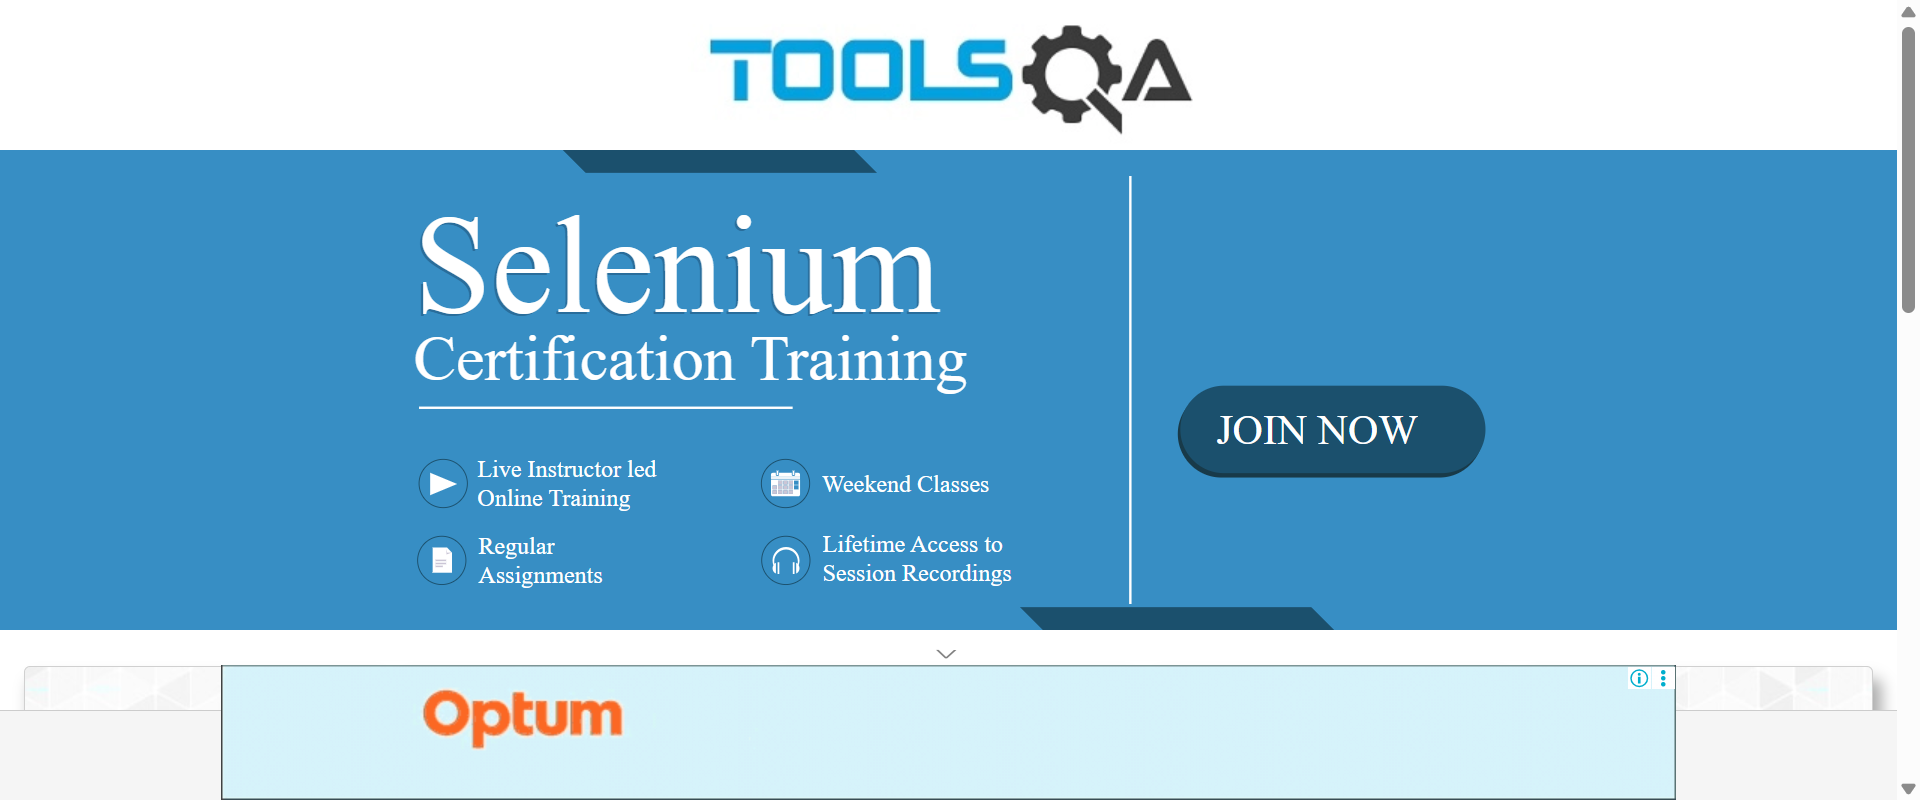 TOOLSQA
Selenium
Certification Training
JOIN NOW
Live Instructor led
Online Training
Weekend Classes
Regular
Assignments
Lifetime Access to
Session Recordings
Optum